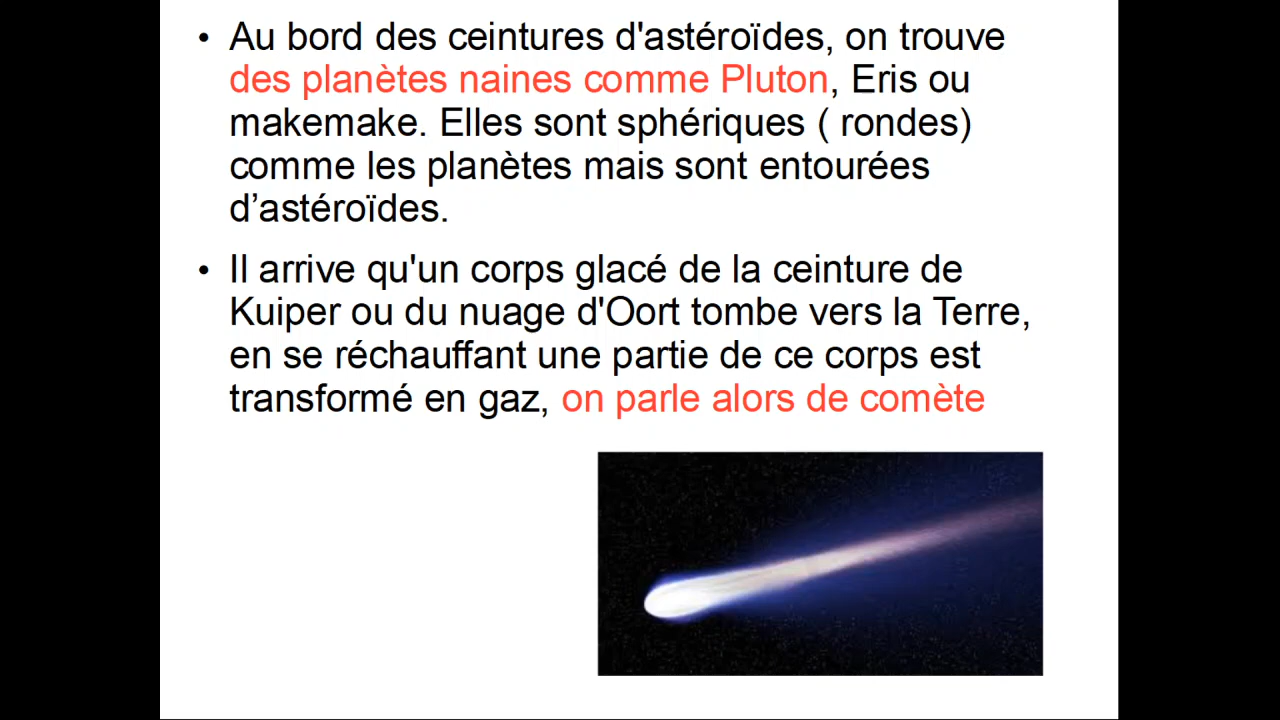 • Au bord des ceintures d'astéroïdes, on trouve
des planètes naines comme Pluton, Eris ou
makemake. Elles sont sphériques ( rondes)
comme les planètes mais sont entourées
d’astéroïdes.
• Il arrive qu'un corps glacé de la ceinture de
Kuiper ou du nuage d'Oort tombe vers la Terre,
en se réchauffant une partie de ce corps est
transformé en gaz, on parle alors de comète